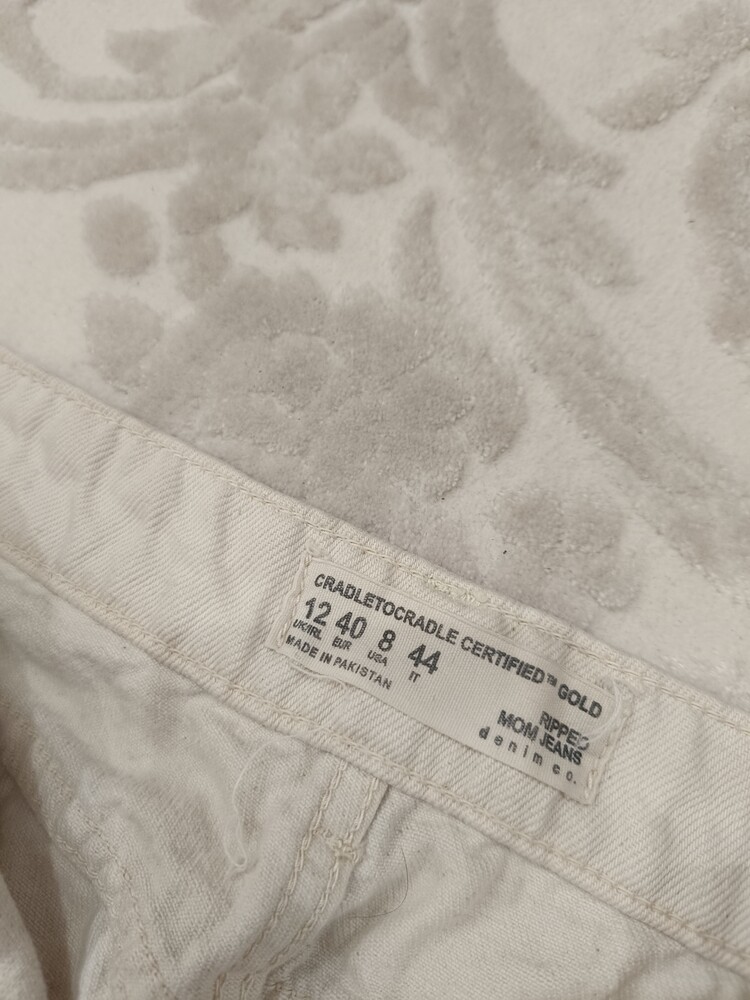 CRADLETOCRADLE CERTIFIED™ GOLD
12 40 8 44
UK/IRL EUR USA IT
MADE IN PAKISTAN
RIPPED
MOM JEANS
denim co.